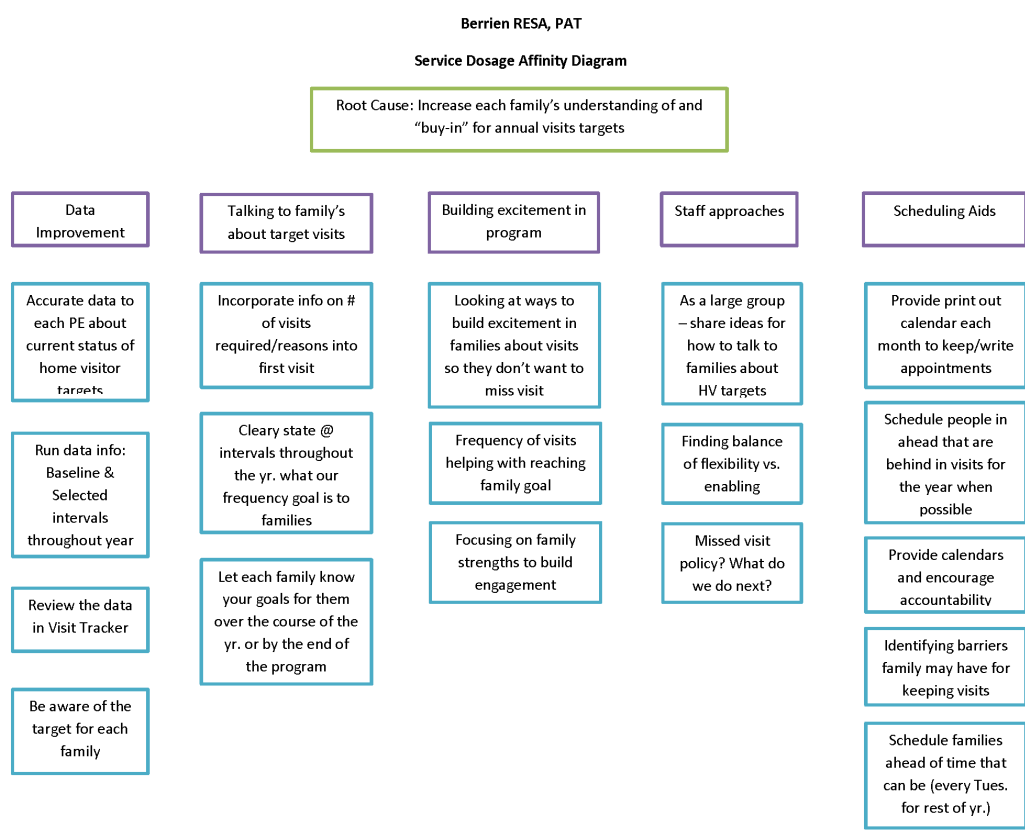 Berrien RESA, PAT
Service Dosage Affinity Diagram
Root Cause: Increase each family's understanding of and
"buy-in" for annual visits targets
Data
Improvement
Talking to family's
about target visits
Building excitement in
program
Staff approaches
Scheduling Aids
Accurate data to
each PE about
current status of
home visitor
targets
Run data info:
Baseline &
Selected
intervals
throughout year
Review the data
in Visit Tracker
Be aware of the
target for each
family
Incorporate info on #
of visits
required/reasons into
first visit
Cleary state @
intervals throughout
the yr. what our
frequency goal is to
families
Let each family know
your goals for them
over the course of the
yr. or by the end of
the program
Looking at ways to
build excitement in
families about visits
so they don't want to
miss visit
Frequency of visits
helping with reaching
family goal
Focusing on family
strengths to build
engagement
As a large group
– share ideas for
how to talk to
families about
HV targets
Finding balance
of flexibility vs.
enabling
Missed visit
policy? What do
we do next?
Provide print out
calendar each
month to keep/write
appointments
Schedule people in
ahead that are
behind in visits for
the year when
possible
Provide calendars
and encourage
accountability
Identifying barriers
family may have for
keeping visits
Schedule families
ahead of time that
can be (every Tues.
for rest of yr.)